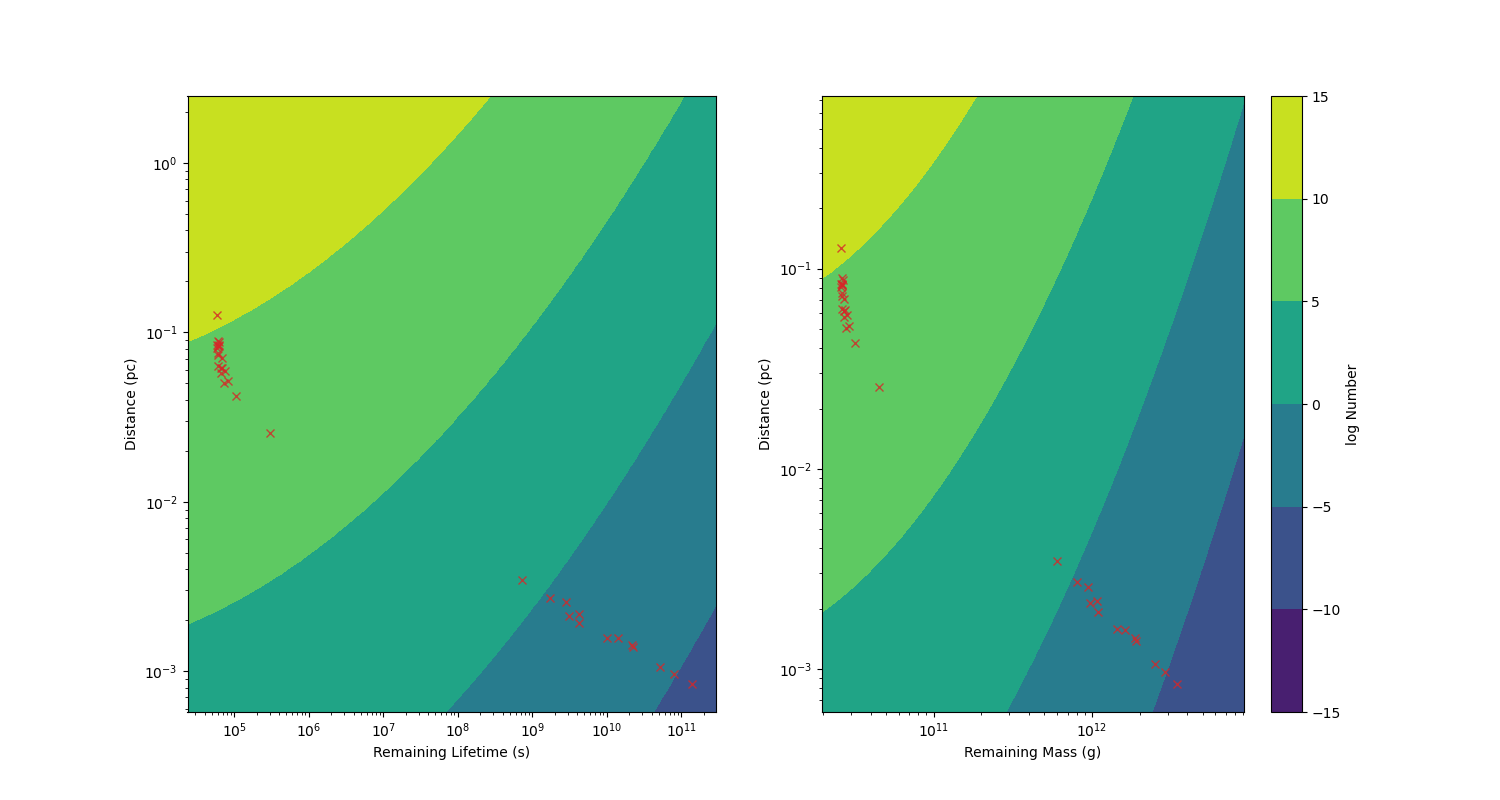 Distance (pc)
10⁰
10⁻¹
10⁻²
10⁻³
10⁵ 10⁶ 10⁷ 10⁸ 10⁹ 10¹⁰ 10¹¹
Remaining Lifetime (s)
Distance (pc)
10⁻¹
10⁻²
10⁻³
10¹¹ 10¹²
Remaining Mass (g)
15
10
5
0
−5
−10
−15
log Number